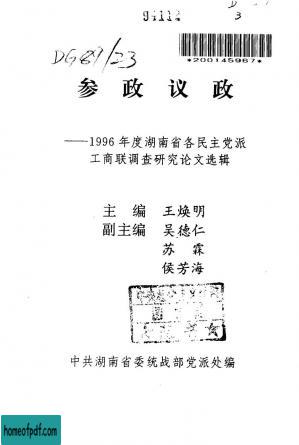 94114
3
DG89/23
*200145967*
参政议政
——1996年度湖南省各民主党派
工商联调查研究论文选辑
主编 王焕明
副主编 吴德仁
苏霖
侯芳海
中共湖南省委统战部党派处编
homeofpdf.com